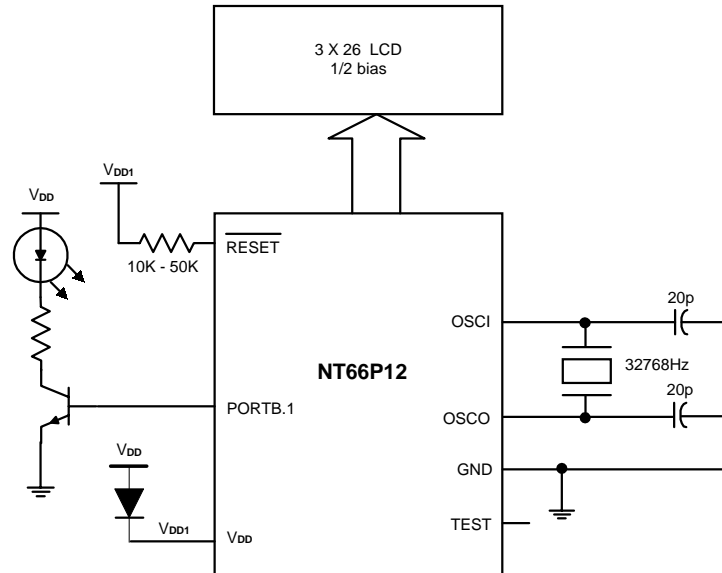 3 X 26 LCD
1/2 bias
VDD1
VDD
RESET
10K - 50K
20p
OSCI
NT66P12
32768Hz
20p
PORTB.1
OSCO
VDD
GND
TEST
VDD1
VDD